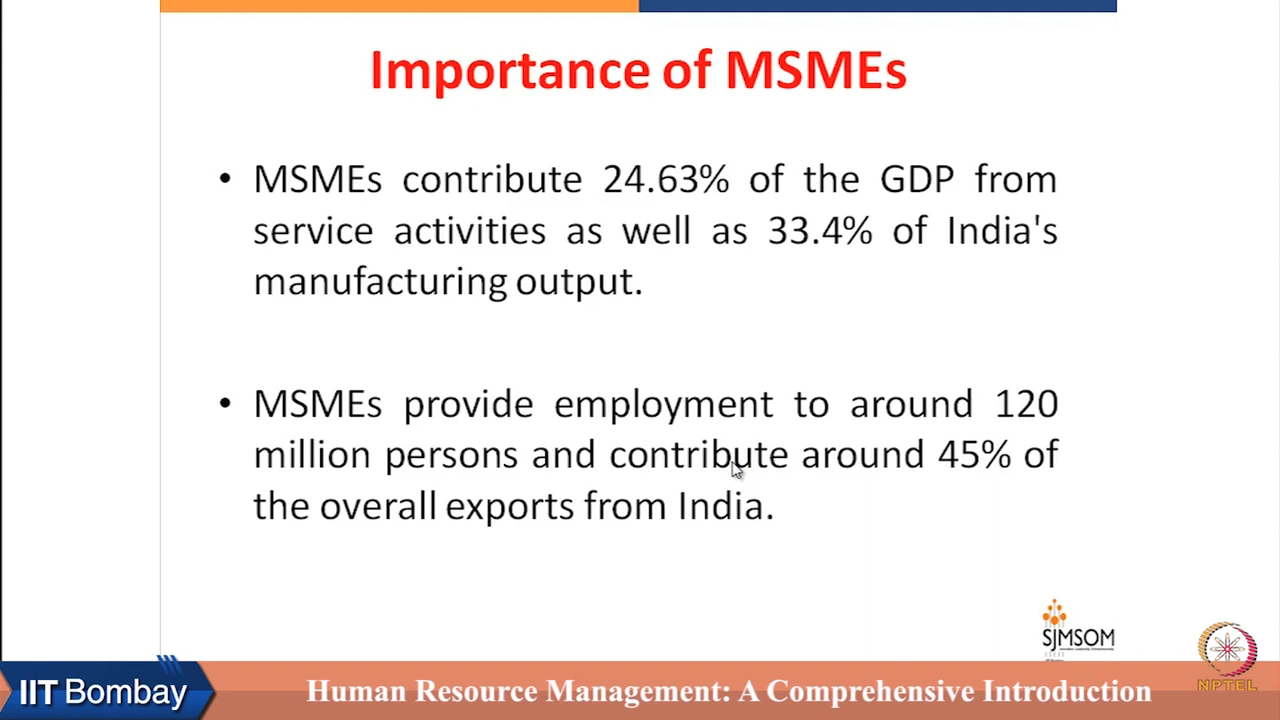 Importance of MSMEs
• MSMEs contribute 24.63% of the GDP from
service activities as well as 33.4% of India's
manufacturing output.
• MSMEs provide employment to around 120
million persons and contribute around 45% of
the overall exports from India.
SJMSOM
NPTEL
IIT Bombay
Human Resource Management: A Comprehensive Introduction